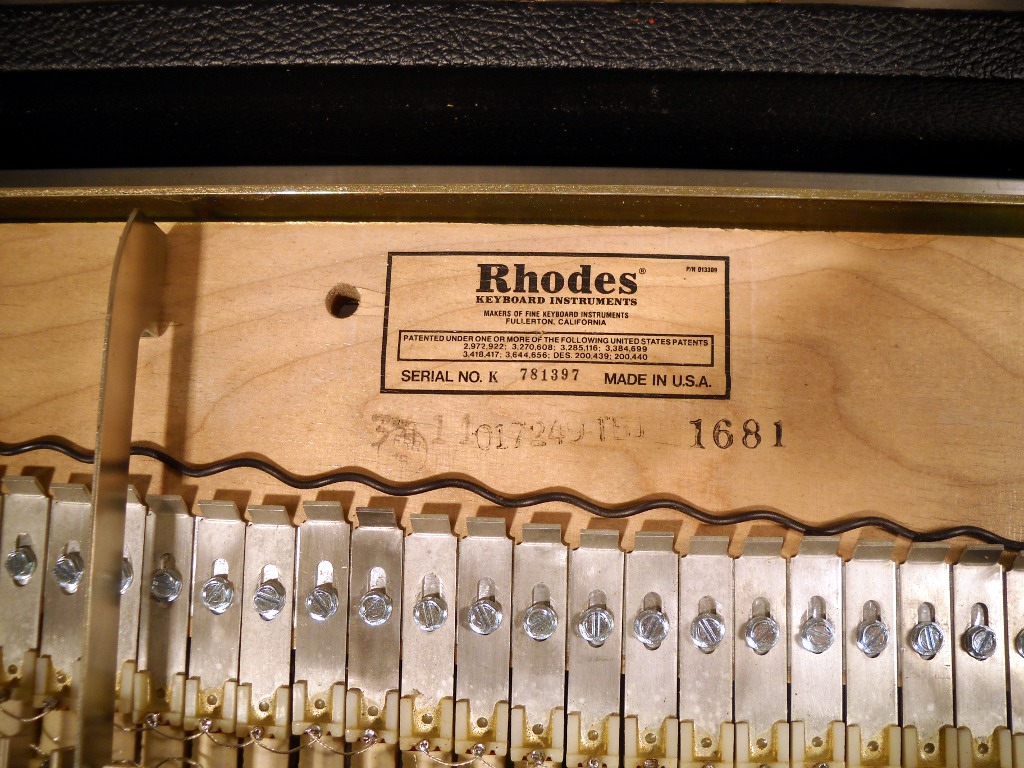 Rhodes®
P/N 013309
KEYBOARD INSTRUMENTS
MAKERS OF FINE KEYBOARD INSTRUMENTS
FULLERTON, CALIFORNIA
PATENTED UNDER ONE OR MORE OF THE FOLLOWING UNITED STATES PATENTS
2,972,922; 3,270,608; 3,285,116; 3,384,699
3,418,417; 3,644,656; DES. 200,439; 200,440
SERIAL NO. K 781397 MADE IN U.S.A.
1681